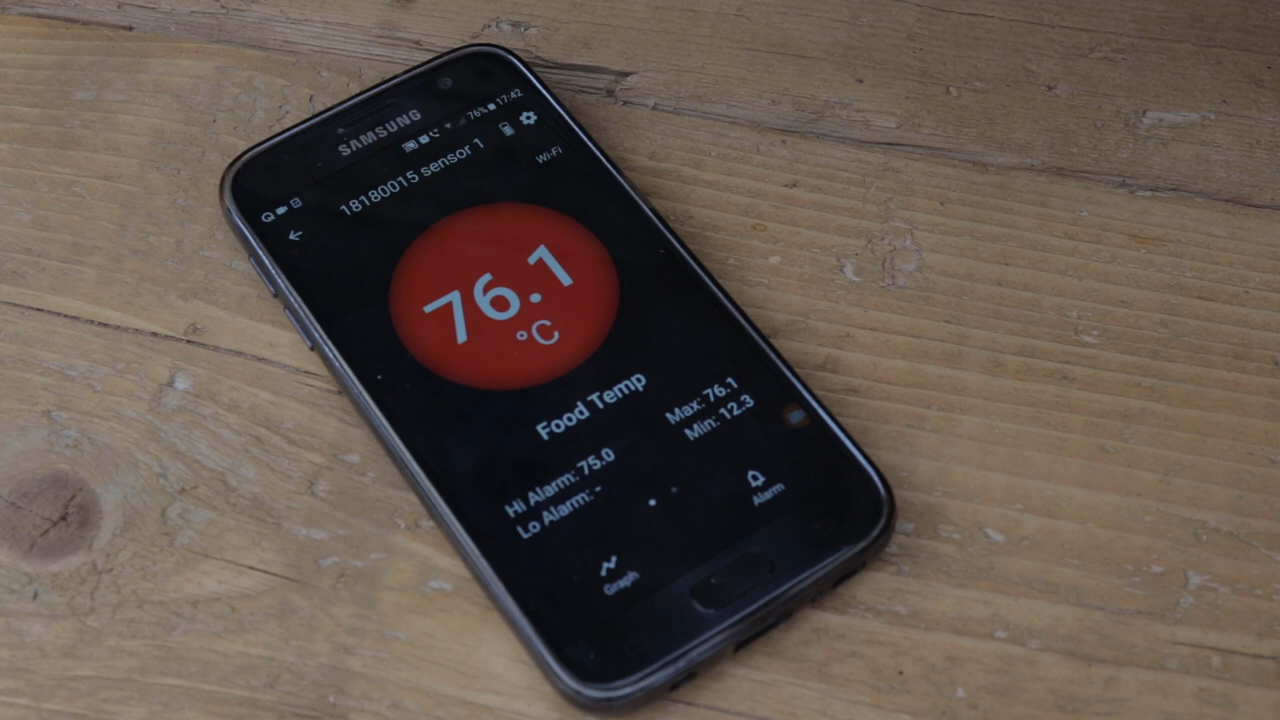 SAMSUNG
76% 17:42
18180015 sensor 1
Wi-Fi
76.1
°C
Food Temp
Hi Alarm: 75.0
Lo Alarm: -
Max: 76.1
Min: 12.3
Graph
Alarm